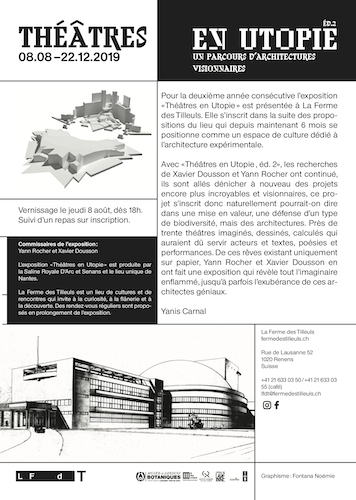 THÉÂTRES
08.08 – 22.12.2019
EN UTOPIE
ÉD.2
UN PARCOURS D'ARCHITECTURES
VISIONNAIRES
Pour la deuxième année consécutive l'exposition
«Théâtres en Utopie» est présentée à La Ferme
des Tilleuls. Elle s'inscrit dans la suite des propo-
sitions du lieu qui depuis maintenant 6 mois se
positionne comme un espace de culture dédié à
l'architecture expérimentale.
Avec «Théâtres en Utopie, éd. 2», les recherches
de Xavier Dousson et Yann Rocher ont continué,
ils sont allés dénicher à nouveau des projets
encore plus incroyables et visionnaires, ce pro-
jet s'inscrit donc naturellement pourrait-on dire
dans une mise en valeur, une défense d'un type
de biodiversité, mais des architectures. Près de
trente théâtres imaginés, dessinés, calculés qui
auraient dû servir acteurs et textes, poésies et
performances. De ces rêves existant uniquement
sur papier, Yann Rocher et Xavier Dousson en
ont fait une exposition qui révèle tout l'imaginaire
enflammé, jusqu'à parfois l'exubérance de ces ar-
chitectes géniaux.
Yanis Carnal
Vernissage le jeudi 8 août, dès 18h.
Suivi d'un repas sur inscription.
Commissaires de l'exposition:
Yann Rocher et Xavier Dousson
L'exposition «Théâtres en Utopie» est produite par
la Saline Royale D'Arc et Senans et le lieu unique de
Nantes.
La Ferme des Tilleuls est un lieu de cultures et de
rencontres qui invite à la curiosité, à la flânerie et à
la découverte. Des rendez-vous réguliers sont propo-
sés en prolongement de l'exposition.
La Ferme des Tilleuls
fermedestilleuls.ch
Rue de Lausanne 52
1020 Renens
Suisse
+41 21 633 03 50 / +41 21 633 03
55 (café)
lfdt@fermedestilleuls.ch
LF d T
BOTANIQUES
Graphisme : Fontana Noémie